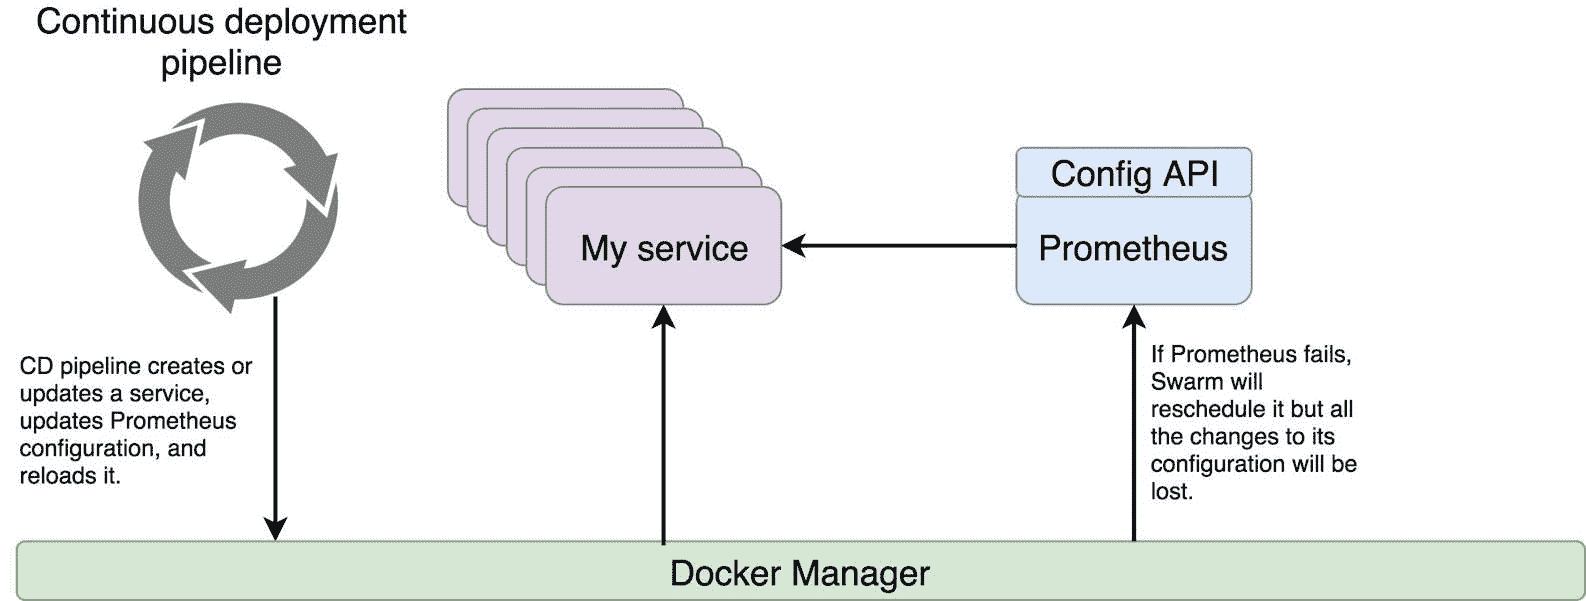 Continuous deployment
pipeline
Config API
My service
Prometheus
CD pipeline creates or
updates a service,
updates Prometheus
configuration, and
reloads it.
If Prometheus fails,
Swarm will
reschedule it but all
the changes to its
configuration will be
lost.
Docker Manager